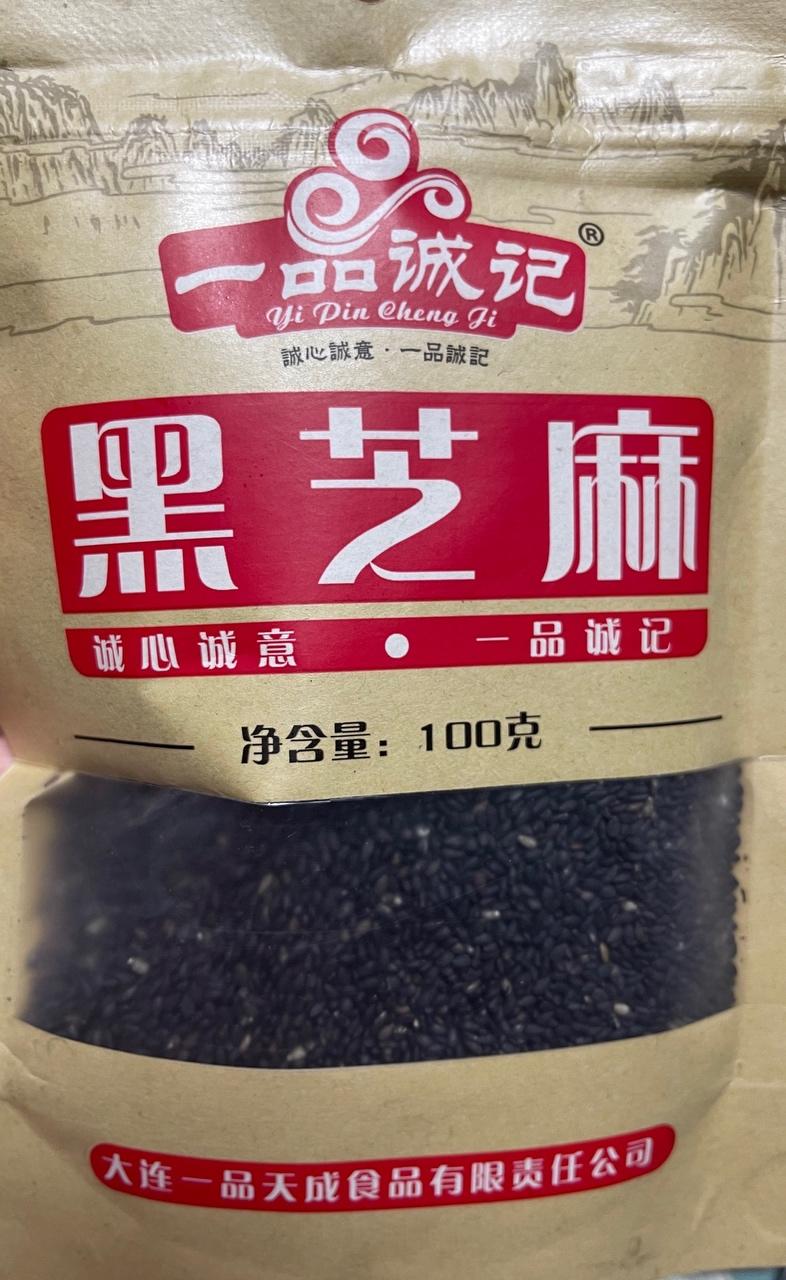 一品诚记®
Yi Pin Cheng Ji
誠心誠意·一品誠記
黑芝麻
诚心诚意 • 一品诚记
净含量：100克
大连一品天成食品有限责任公司